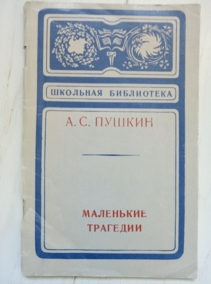 ШКОЛЬНАЯ БИБЛИОТЕКА
А.С. ПУШКИН
МАЛЕНЬКИЕ
ТРАГЕДИИ